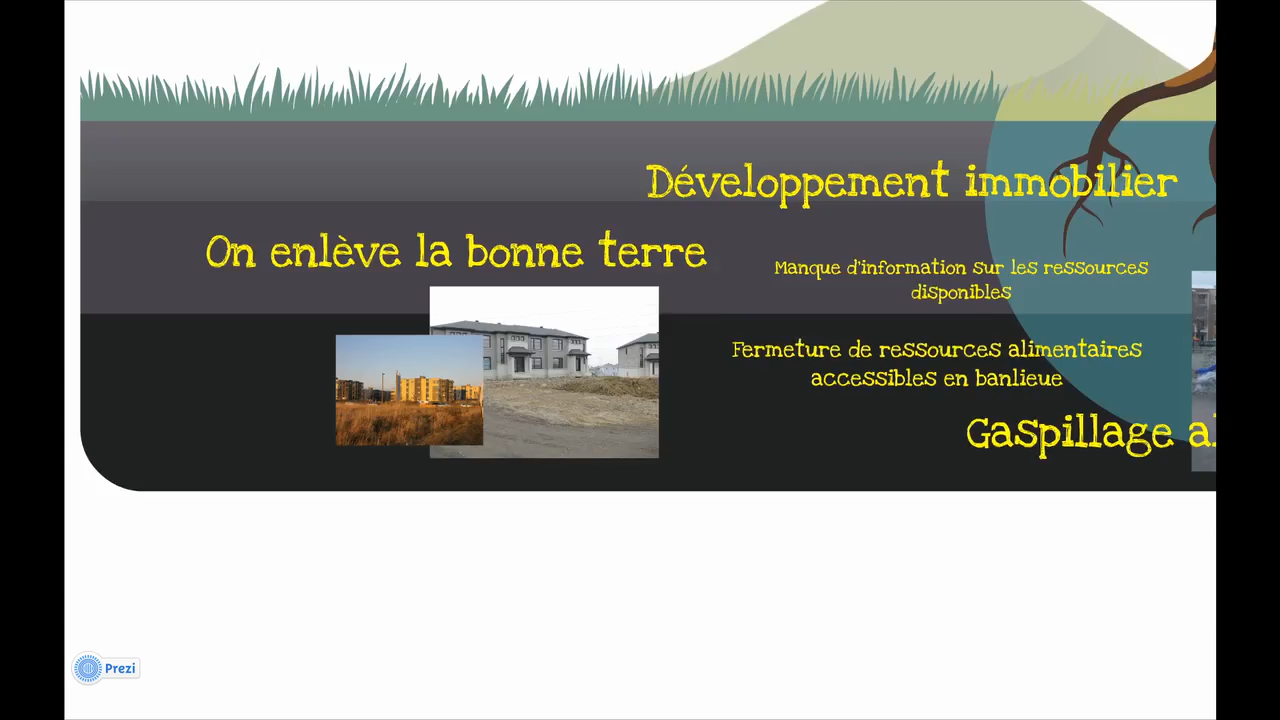 Développement immobilier
On enlève la bonne terre
Manque d'information sur les ressources
disponibles
Fermeture de ressources alimentaires
accessibles en banlieue
Gaspillage
Prezi